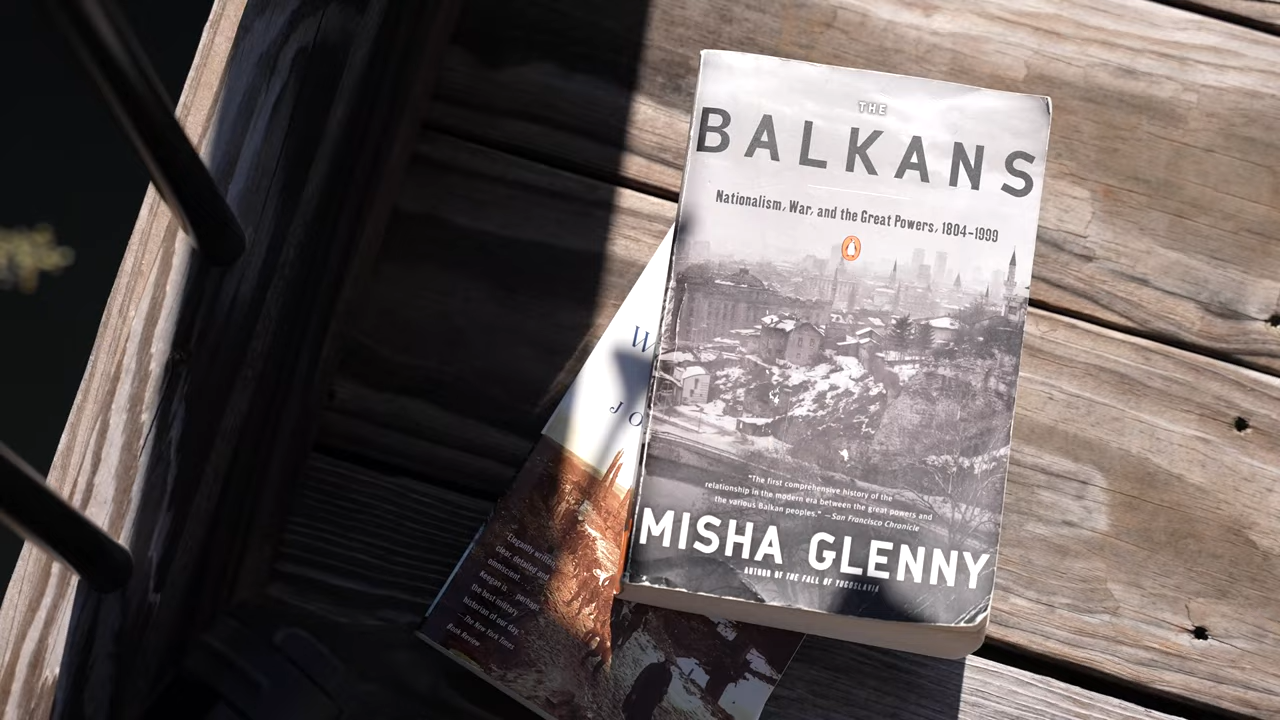 THE
BALKANS
Nationalism, War, and the Great Powers, 1804-1999
"The first comprehensive history of the
relationship in the modern era between the great powers and
the various Balkan peoples." —San Francisco Chronicle
MISHA GLENNY
AUTHOR OF THE FALL OF YUGOSLAVIA
W
JO
"Elegantly written,
clear, detailed and
omniscient.
Keegan is ... perhaps
the best military
historian of our day."
—The New York Times
Book Review